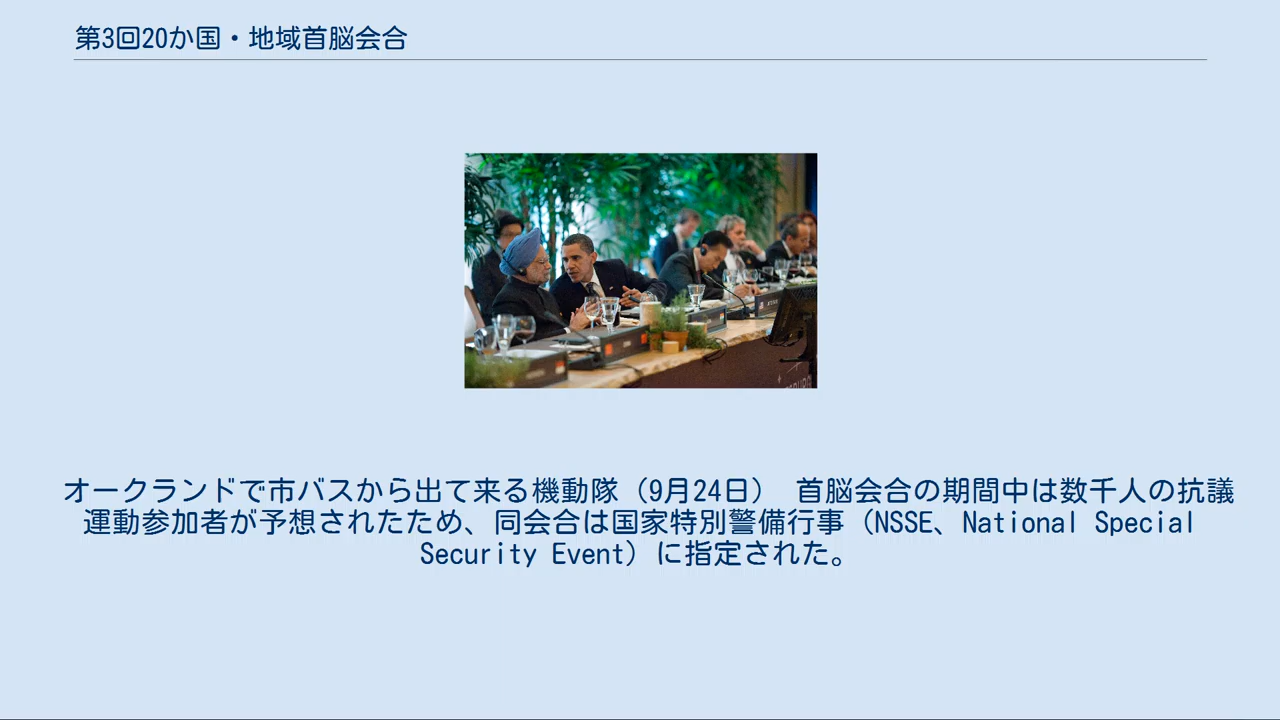 第3回20か国・地域首脳会合
オークランドで市バスから出て来る機動隊（9月24日） 首脳会合の期間中は数千人の抗議
運動参加者が予想されたため、同会合は国家特別警備行事（NSSE、National Special
Security Event）に指定された。